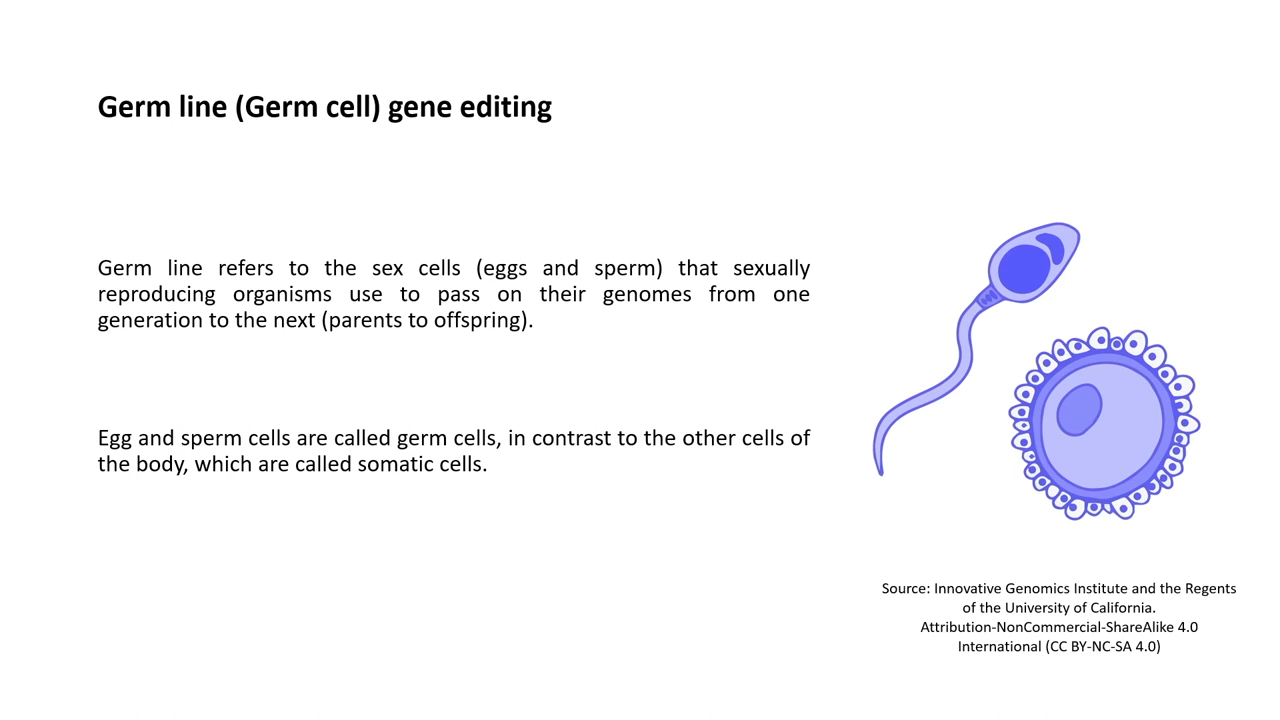 Germ line (Germ cell) gene editing
Germ line refers to the sex cells (eggs and sperm) that sexually
reproducing organisms use to pass on their genomes from one
generation to the next (parents to offspring).
Egg and sperm cells are called germ cells, in contrast to the other cells of
the body, which are called somatic cells.
Source: Innovative Genomics Institute and the Regents
of the University of California.
Attribution-NonCommercial-ShareAlike 4.0
International (CC BY-NC-SA 4.0)